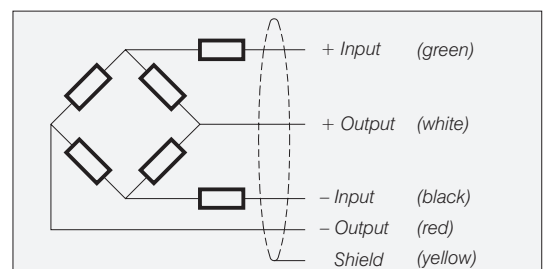 + Input (green)
+ Output (white)
– Input (black)
– Output (red)
Shield (yellow)